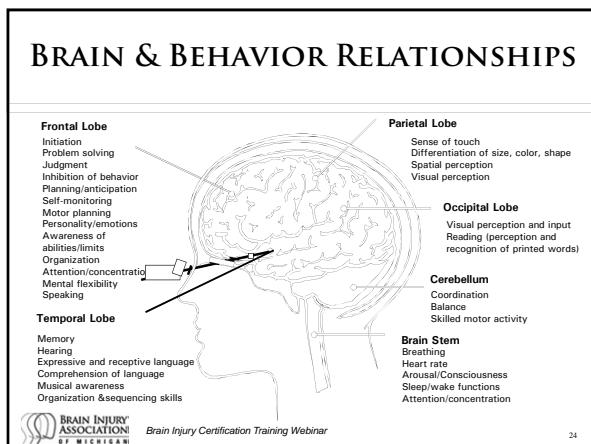 BRAIN & BEHAVIOR RELATIONSHIPS
Frontal Lobe
Initiation
Problem solving
Judgment
Inhibition of behavior
Planning/anticipation
Self-monitoring
Motor planning
Personality/emotions
Awareness of
abilities/limits
Organization
Attention/concentratio
Mental flexibility
Speaking
Temporal Lobe
Memory
Hearing
Expressive and receptive language
Comprehension of language
Musical awareness
Organization &sequencing skills
Parietal Lobe
Sense of touch
Differentiation of size, color, shape
Spatial perception
Visual perception
Occipital Lobe
Visual perception and input
Reading (perception and
recognition of printed words)
Cerebellum
Coordination
Balance
Skilled motor activity
Brain Stem
Breathing
Heart rate
Arousal/Consciousness
Sleep/wake functions
Attention/concentration
BRAIN INJURY
ASSOCIATION
OF MICHIGAN
Brain Injury Certification Training Webinar
24